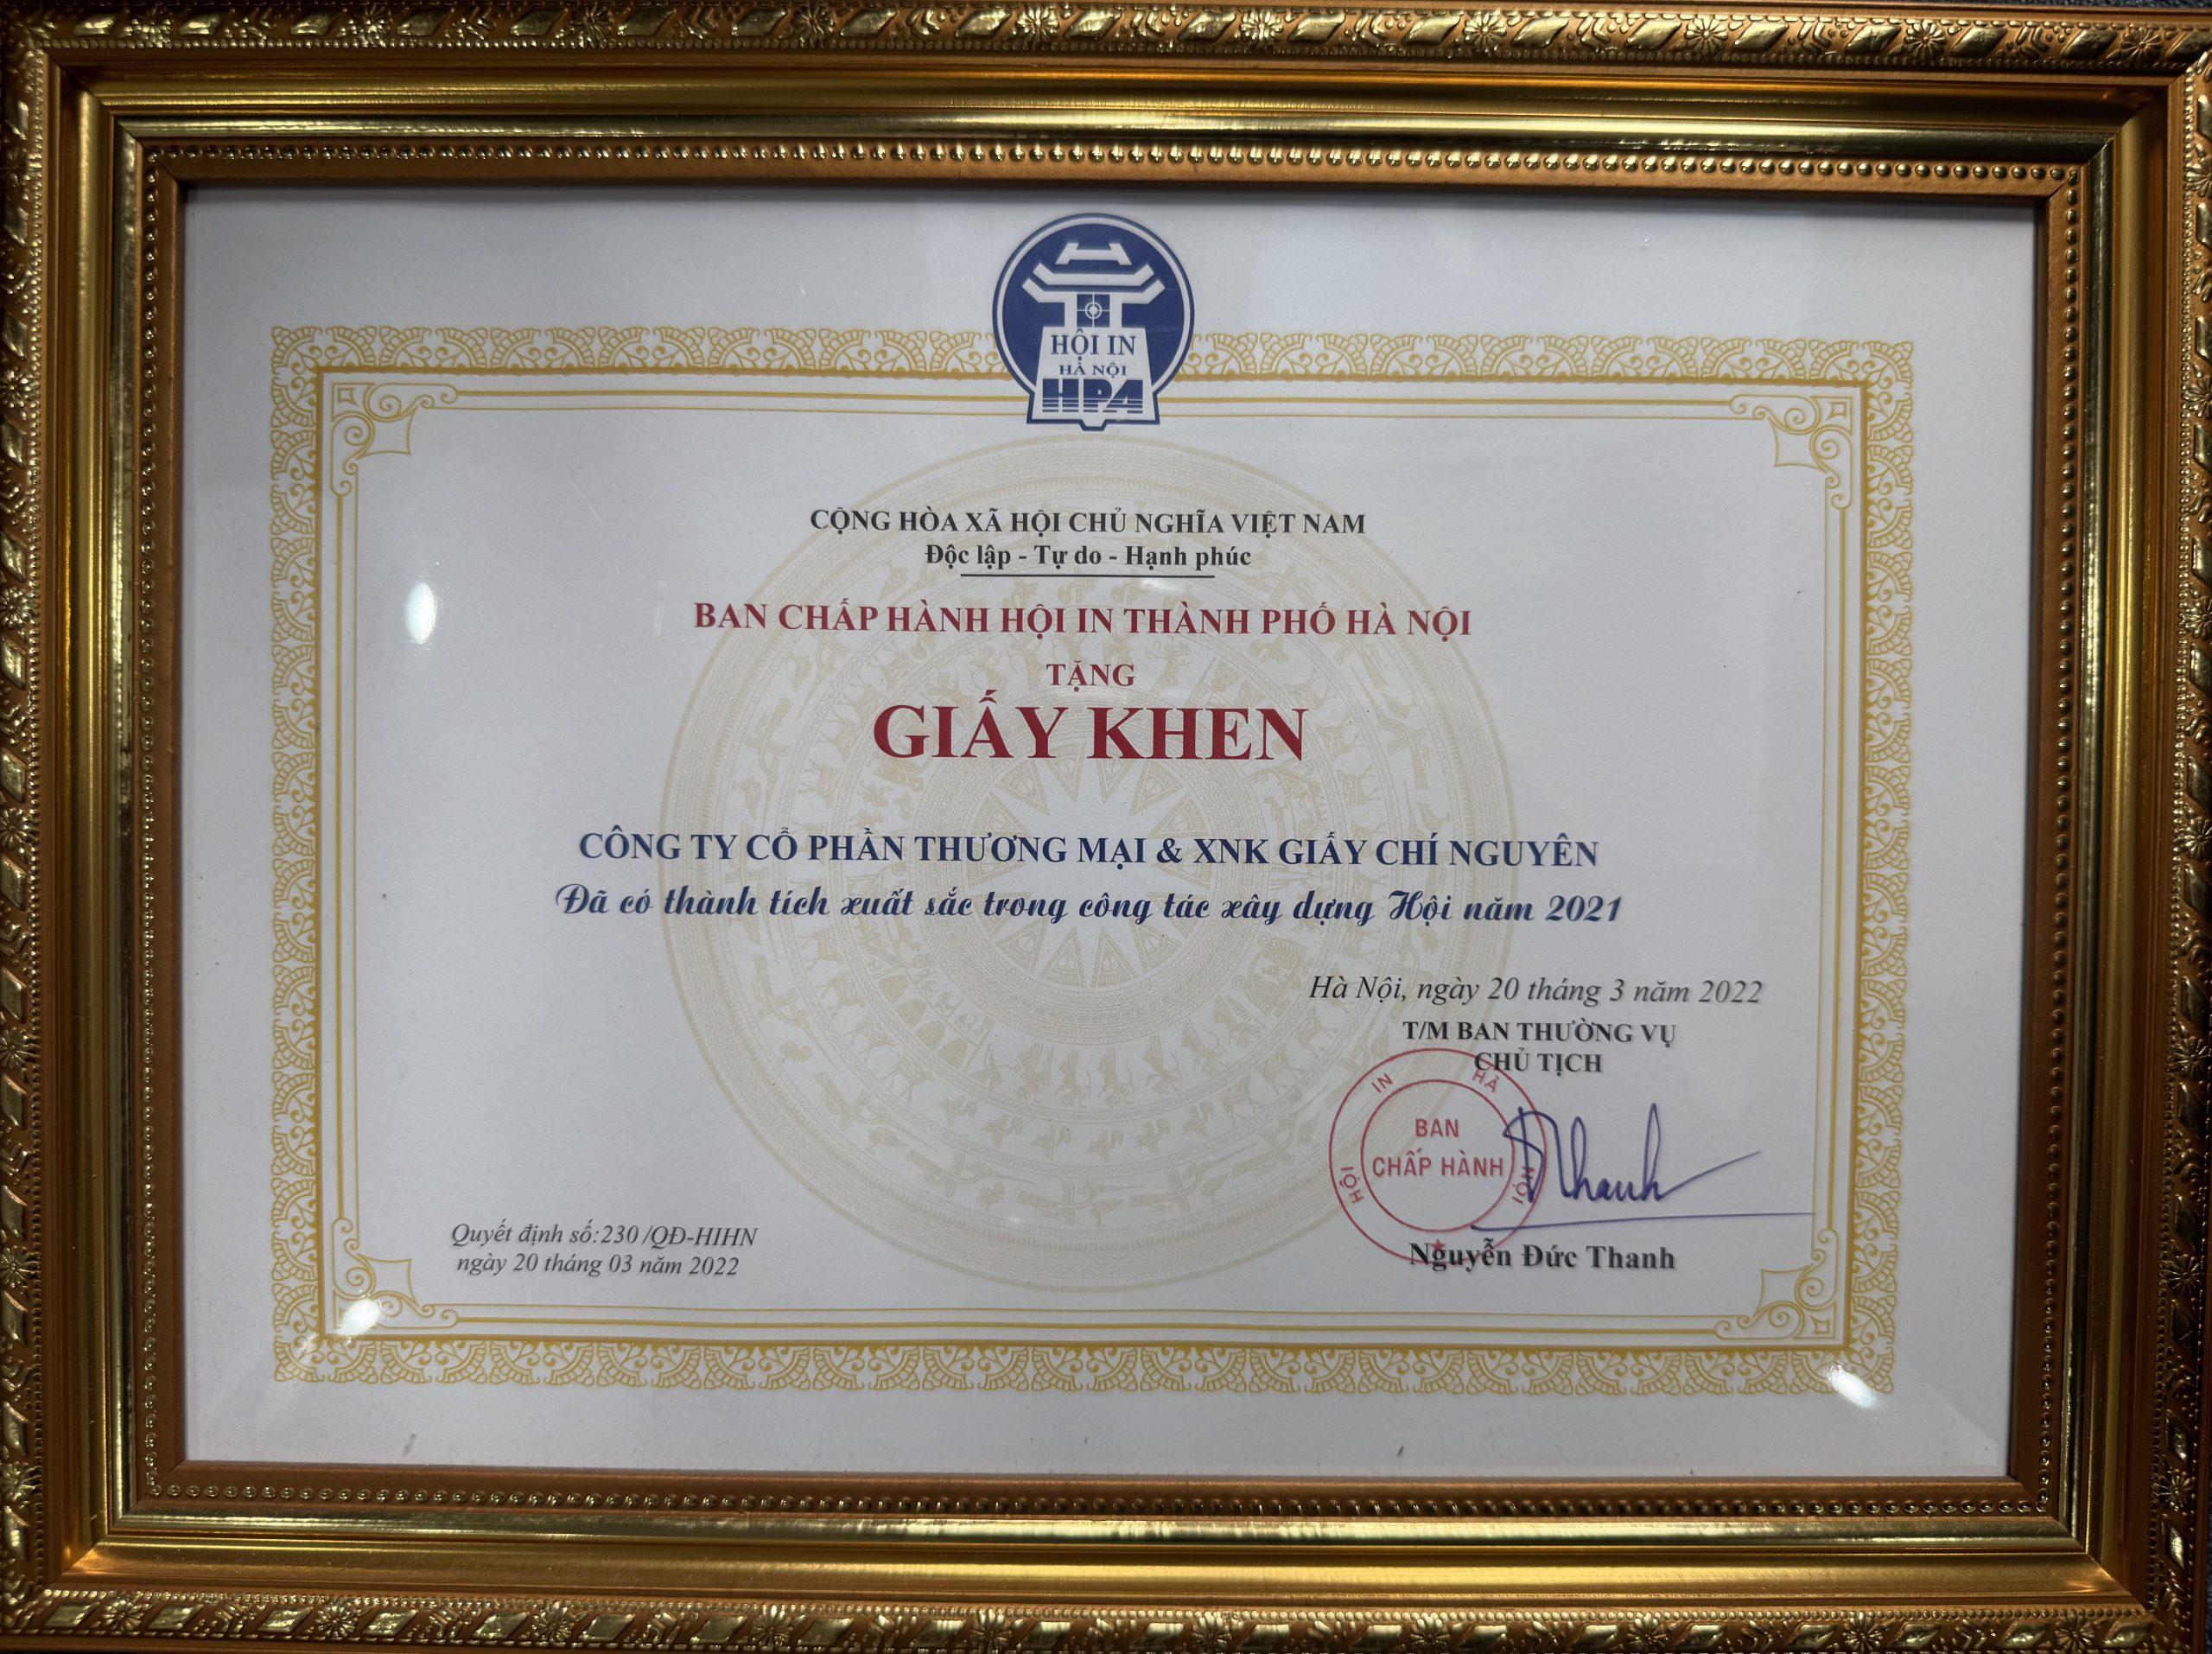 HỘI IN
HÀ NỘI
HPA
CỘNG HÒA XÃ HỘI CHỦ NGHĨA VIỆT NAM
Độc lập - Tự do - Hạnh phúc
BAN CHẤP HÀNH HỘI IN THÀNH PHỐ HÀ NỘI
TẶNG
GIẤY KHEN
CÔNG TY CỔ PHẦN THƯƠNG MẠI & XNK GIẤY CHÍ NGUYÊN
Đã có thành tích xuất sắc trong công tác xây dựng Hội năm 2021
Hà Nội, ngày 20 tháng 3 năm 2022
T/M BAN THƯỜNG VỤ
CHỦ TỊCH
HỘI IN HÀ NỘI
BAN
CHẤP HÀNH
Thanh
Nguyễn Đức Thanh
Quyết định số:230/QĐ-HIHN
ngày 20 tháng 03 năm 2022